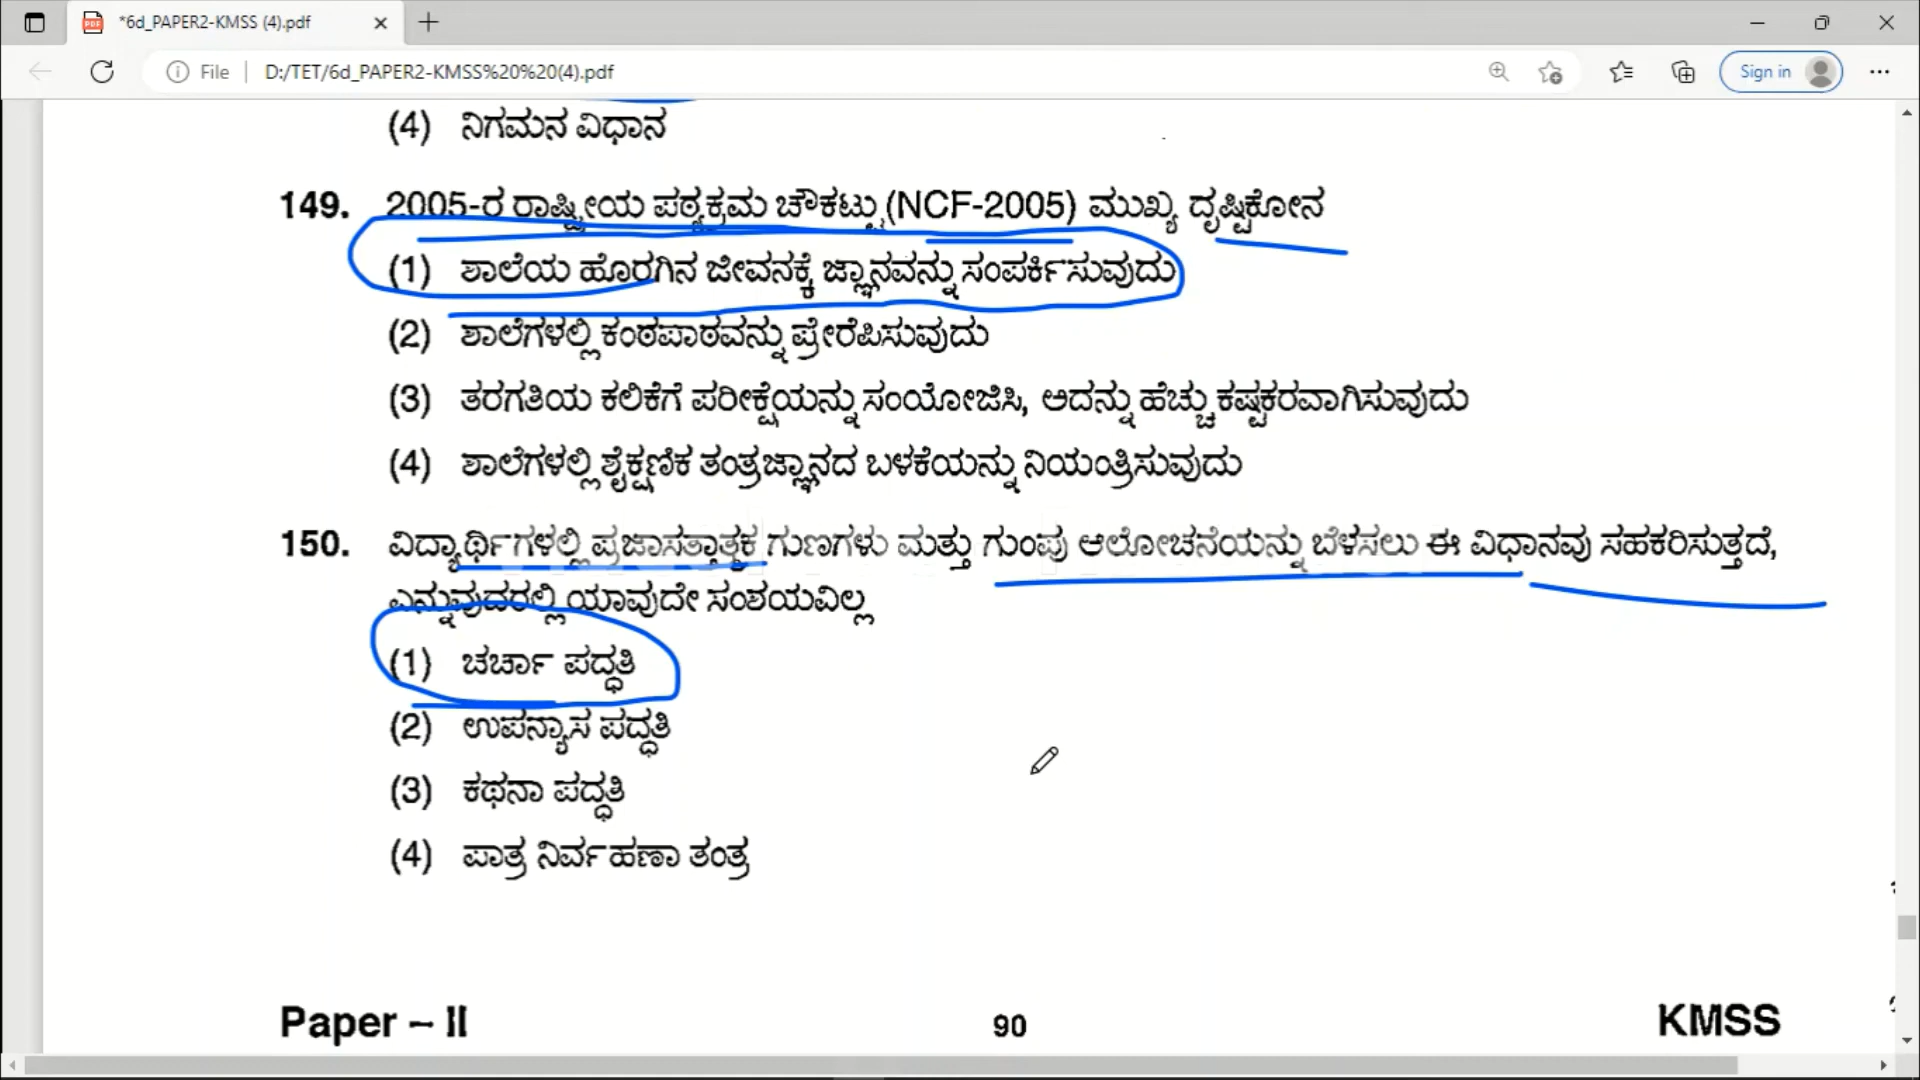 *6d_PAPER2-KMSS (4).pdf
File D:/TET/6d_PAPER2-KMSS%20%20(4).pdf
Sign in
(4) ನಿಗಮನ ವಿಧಾನ
149. 2005-ರ ರಾಷ್ಟ್ರೀಯ ಪಠ್ಯಕ್ರಮ ಚೌಕಟ್ಟು (NCF-2005) ಮುಖ್ಯ ದೃಷ್ಟಿಕೋನ
(1) ಶಾಲೆಯ ಹೊರಗಿನ ಜೀವನಕ್ಕೆ ಜ್ಞಾನವನ್ನು ಸಂಪರ್ಕಿಸುವುದು
(2) ಶಾಲೆಗಳಲ್ಲಿ ಕಂಠಪಾಠವನ್ನು ಪ್ರೇರೆಪಿಸುವುದು
(3) ತರಗತಿಯ ಕಲಿಕೆಗೆ ಪರೀಕ್ಷೆಯನ್ನು ಸಂಯೋಜಿಸಿ, ಅದನ್ನು ಹೆಚ್ಚು ಕಷ್ಟಕರವಾಗಿಸುವುದು
(4) ಶಾಲೆಗಳಲ್ಲಿ ಶೈಕ್ಷಣಿಕ ತಂತ್ರಜ್ಞಾನದ ಬಳಕೆಯನ್ನು ನಿಯಂತ್ರಿಸುವುದು
150. ವಿದ್ಯಾರ್ಥಿಗಳಲ್ಲಿ ಪ್ರಜಾಸತ್ತಾತ್ಮಕ ಗುಣಗಳು ಮತ್ತು ಗುಂಪು ಆಲೋಚನೆಯನ್ನು ಬೆಳಸಲು ಈ ವಿಧಾನವು ಸಹಕರಿಸುತ್ತದೆ,
ಎನ್ನುವುದರಲ್ಲಿ ಯಾವುದೇ ಸಂಶಯವಿಲ್ಲ
(1) ಚರ್ಚಾ ಪದ್ಧತಿ
(2) ಉಪನ್ಯಾಸ ಪದ್ಧತಿ
(3) ಕಥನಾ ಪದ್ಧತಿ
(4) ಪಾತ್ರ ನಿರ್ವಹಣಾ ತಂತ್ರ
Paper – II 90 KMSS